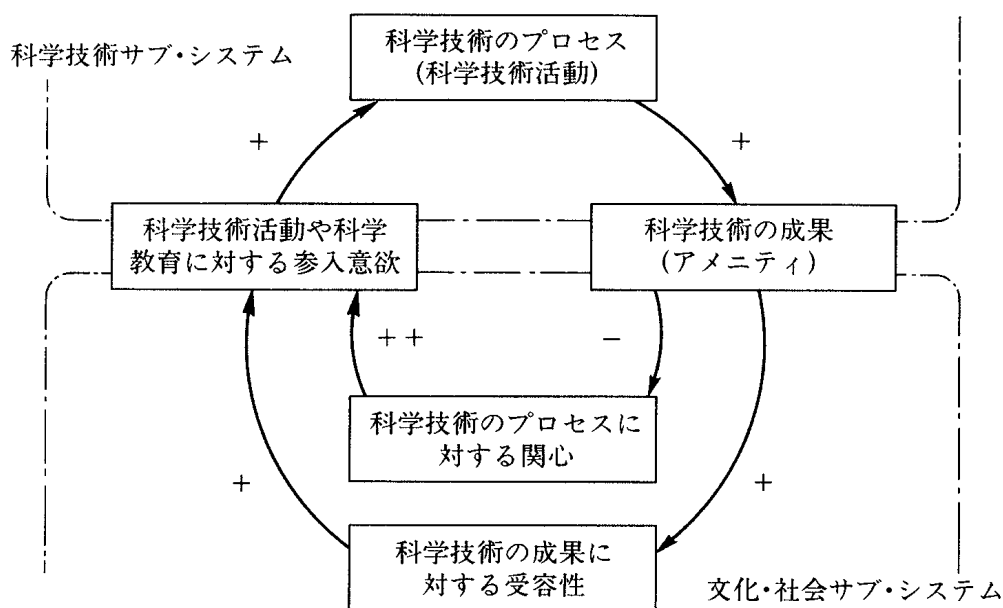 科学技術のプロセス
(科学技術活動)
科学技術サブ・システム
+
+
科学技術活動や科学
教育に対する参入意欲
科学技術の成果
(アメニティ)
++
−
科学技術のプロセスに
対する関心
+
+
科学技術の成果に
対する受容性
文化・社会サブ・システム